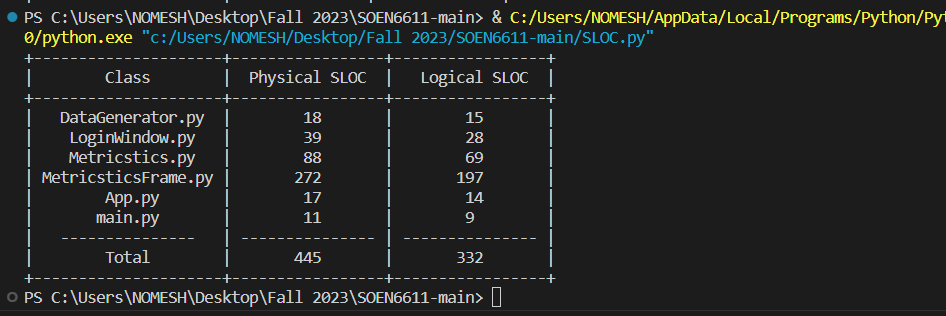 PS C:\Users\NOMESH\Desktop\Fall 2023\SOEN6611-main> & C:/Users/NOMESH/AppData/Local/Programs/Python/Pyt
0/python.exe "c:/Users/NOMESH/Desktop/Fall 2023/SOEN6611-main/SLOC.py"
+---------------------+---------------+----------------+
| Class | Physical SLOC | Logical SLOC |
+---------------------+---------------+----------------+
| DataGenerator.py | 18 | 15 |
| LoginWindow.py | 39 | 28 |
| Metricstics.py | 88 | 69 |
| MetricsticsFrame.py | 272 | 197 |
| App.py | 17 | 14 |
| main.py | 11 | 9 |
| --------------- | --------------- | --------------- |
| Total | 445 | 332 |
+---------------------+---------------+----------------+
PS C:\Users\NOMESH\Desktop\Fall 2023\SOEN6611-main>